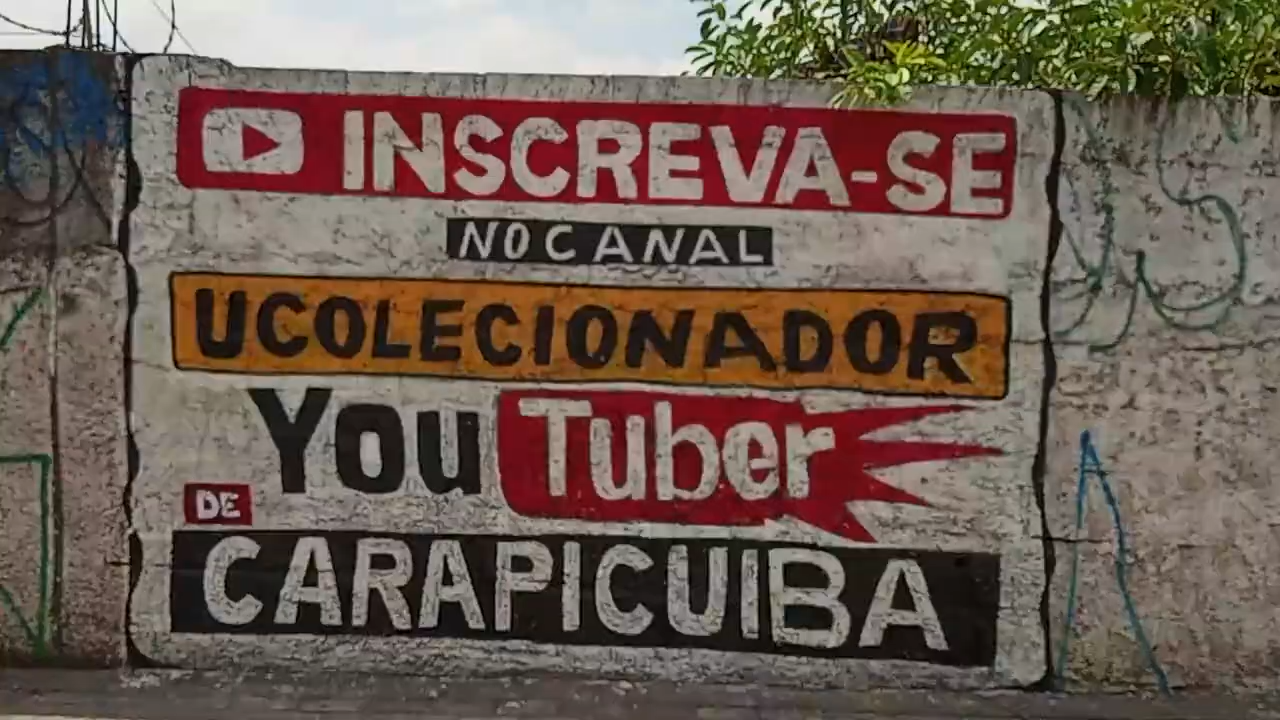 INSCREVA-SE
NO CANAL
UCOLECIONADOR
YouTuber
DE
CARAPICUIBA